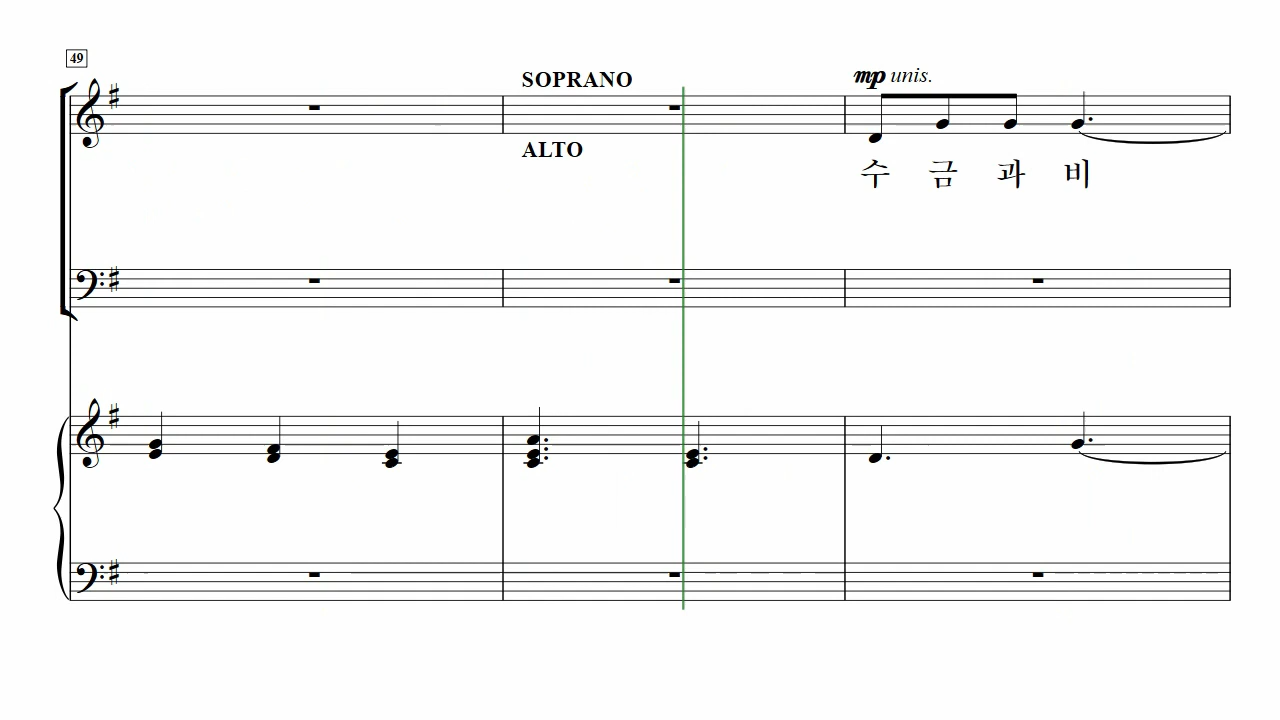 49
SOPRANO
mp unis.
ALTO
수 금 과 비